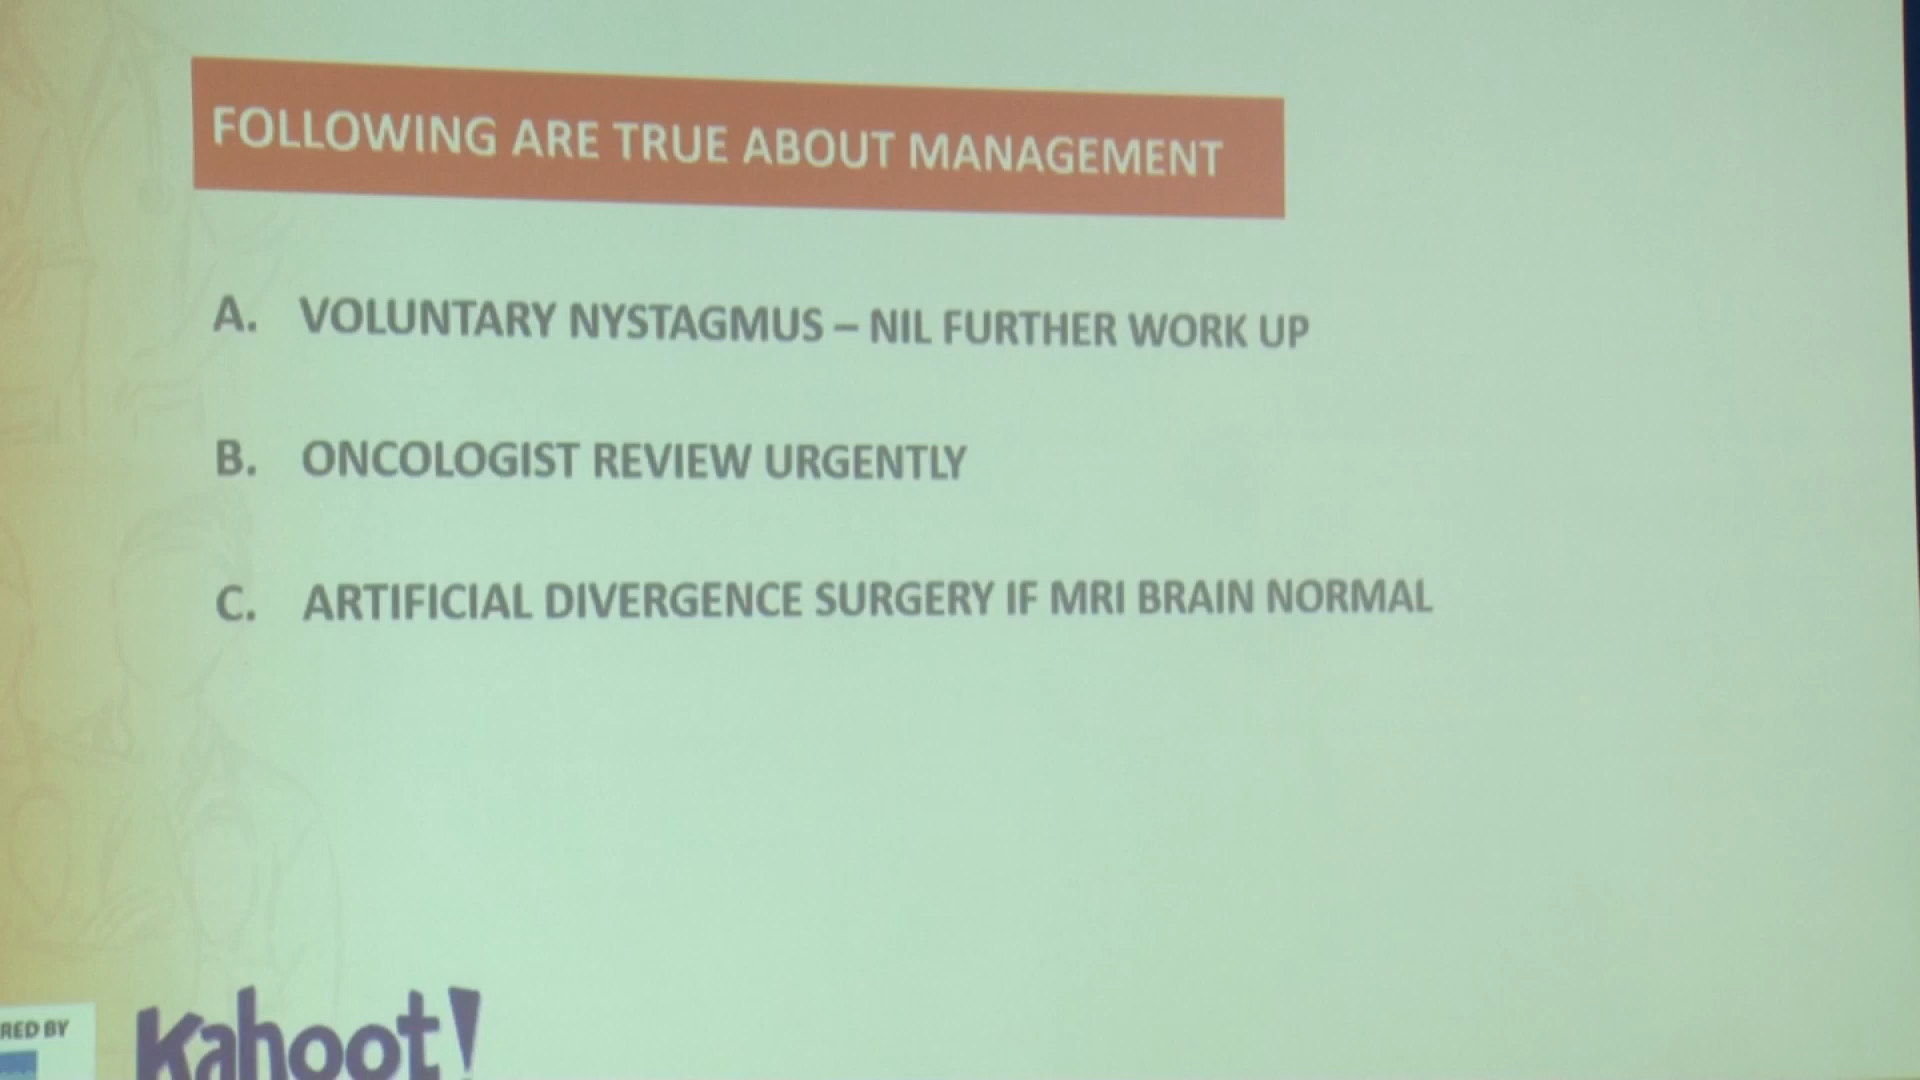 FOLLOWING ARE TRUE ABOUT MANAGEMENT
A. VOLUNTARY NYSTAGMUS – NIL FURTHER WORK UP
B. ONCOLOGIST REVIEW URGENTLY
C. ARTIFICIAL DIVERGENCE SURGERY IF MRI BRAIN NORMAL
RED BY
Kahoot!